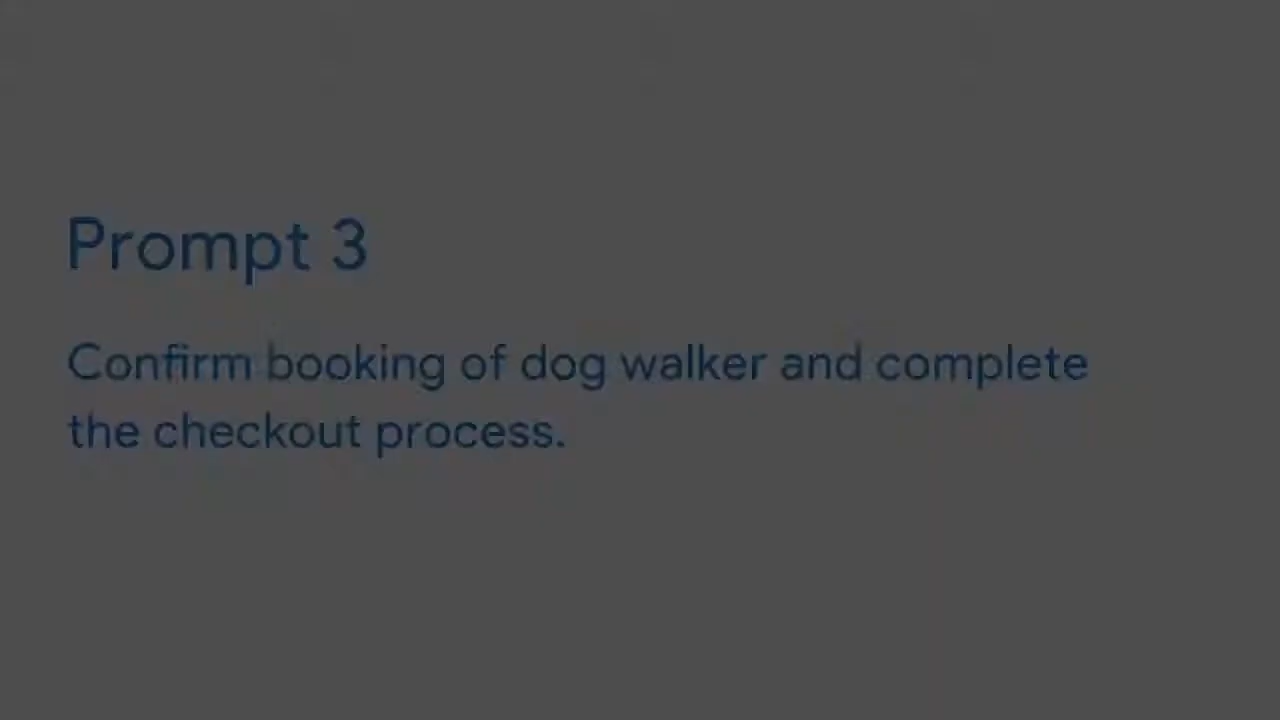 Prompt 3
Confirm booking of dog walker and complete
the checkout process.